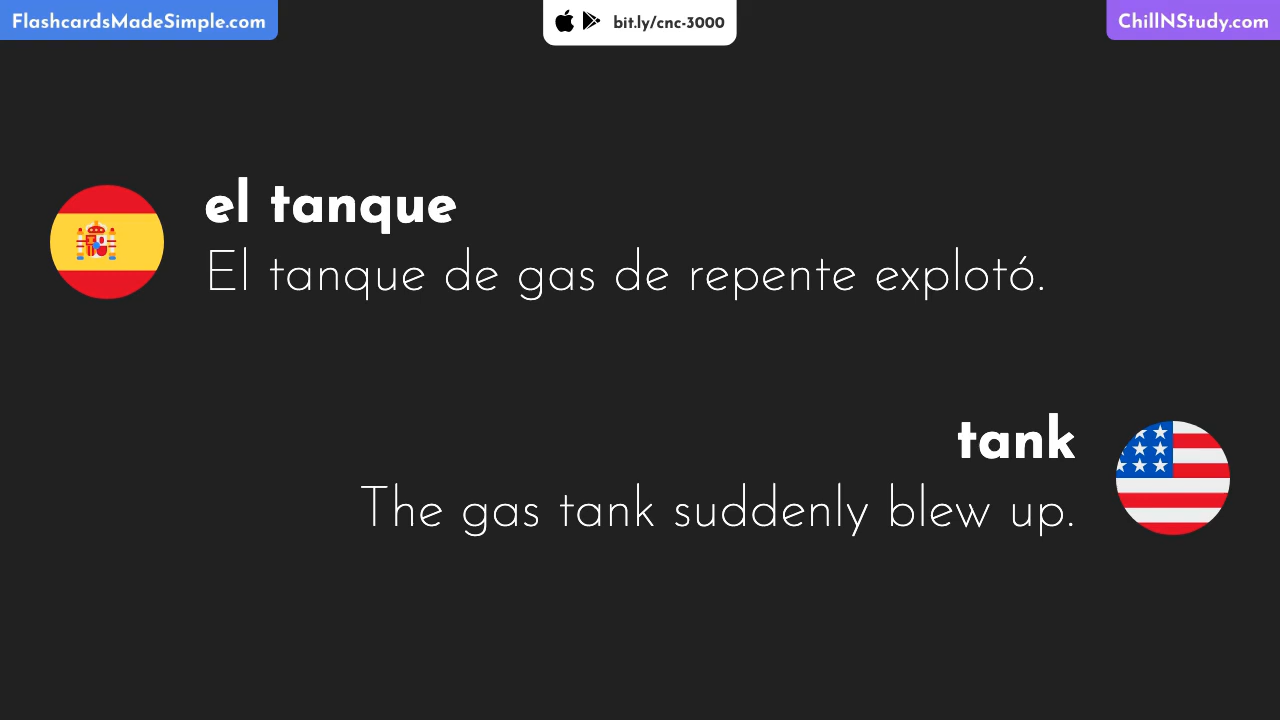 FlashcardsMadeSimple.com
bit.ly/cnc-3000
ChillNStudy.com
el tanque
El tanque de gas de repente explotó.
tank
The gas tank suddenly blew up.